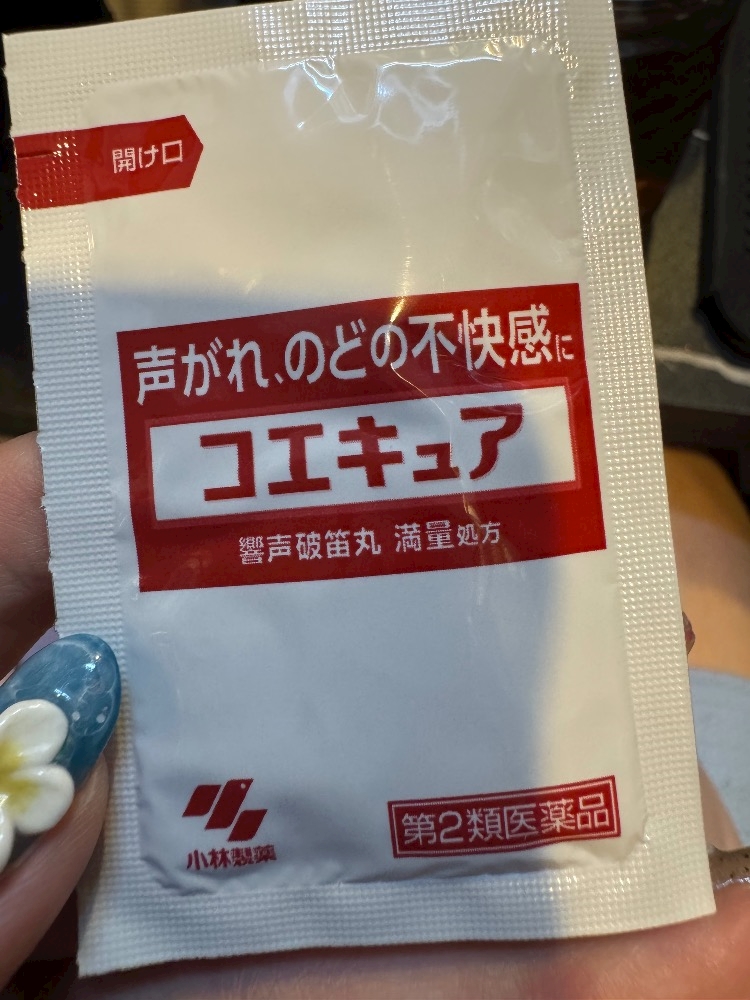 開け口
声がれ、のどの不快感に
コエキュア
響声破笛丸 満量処方
小林製薬
第2類医薬品